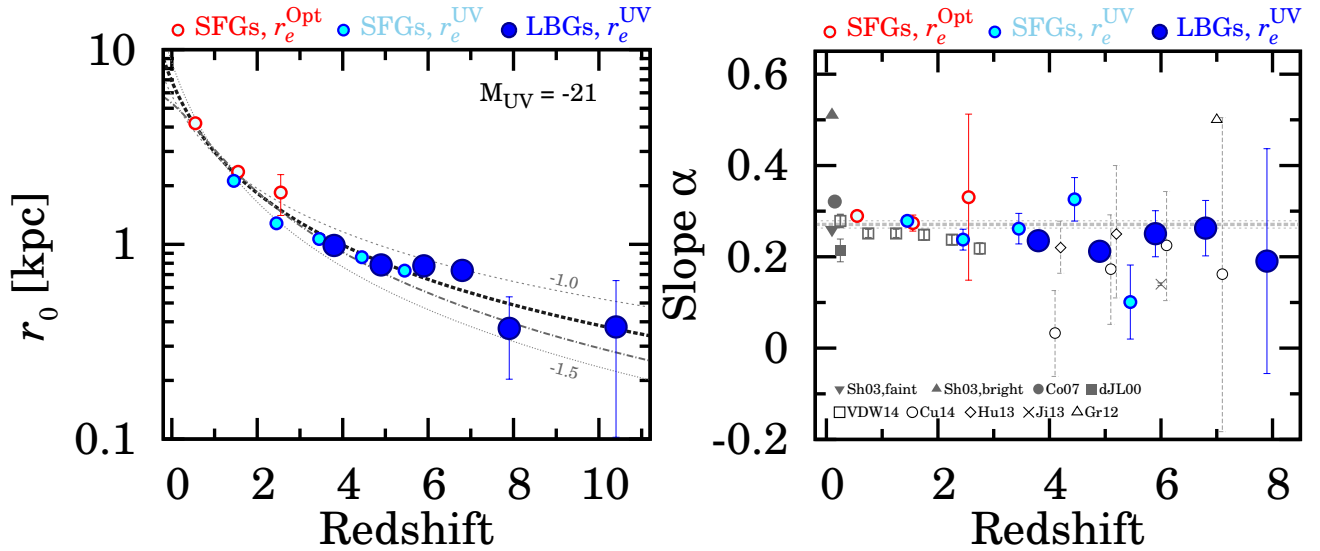 SFGs, r_e^Opt SFGs, r_e^UV LBGs, r_e^UV
M_UV = -21
10
1
0.1
-1.0
-1.5
r_0 [kpc]
0 2 4 6 8 10
Redshift
SFGs, r_e^Opt SFGs, r_e^UV LBGs, r_e^UV
0.6
0.4
0.2
0
-0.2
Slope α
Sh03,faint Sh03,bright Co07 dJL00
VDW14 Cu14 Hu13 Ji13 Gr12
0 2 4 6 8
Redshift